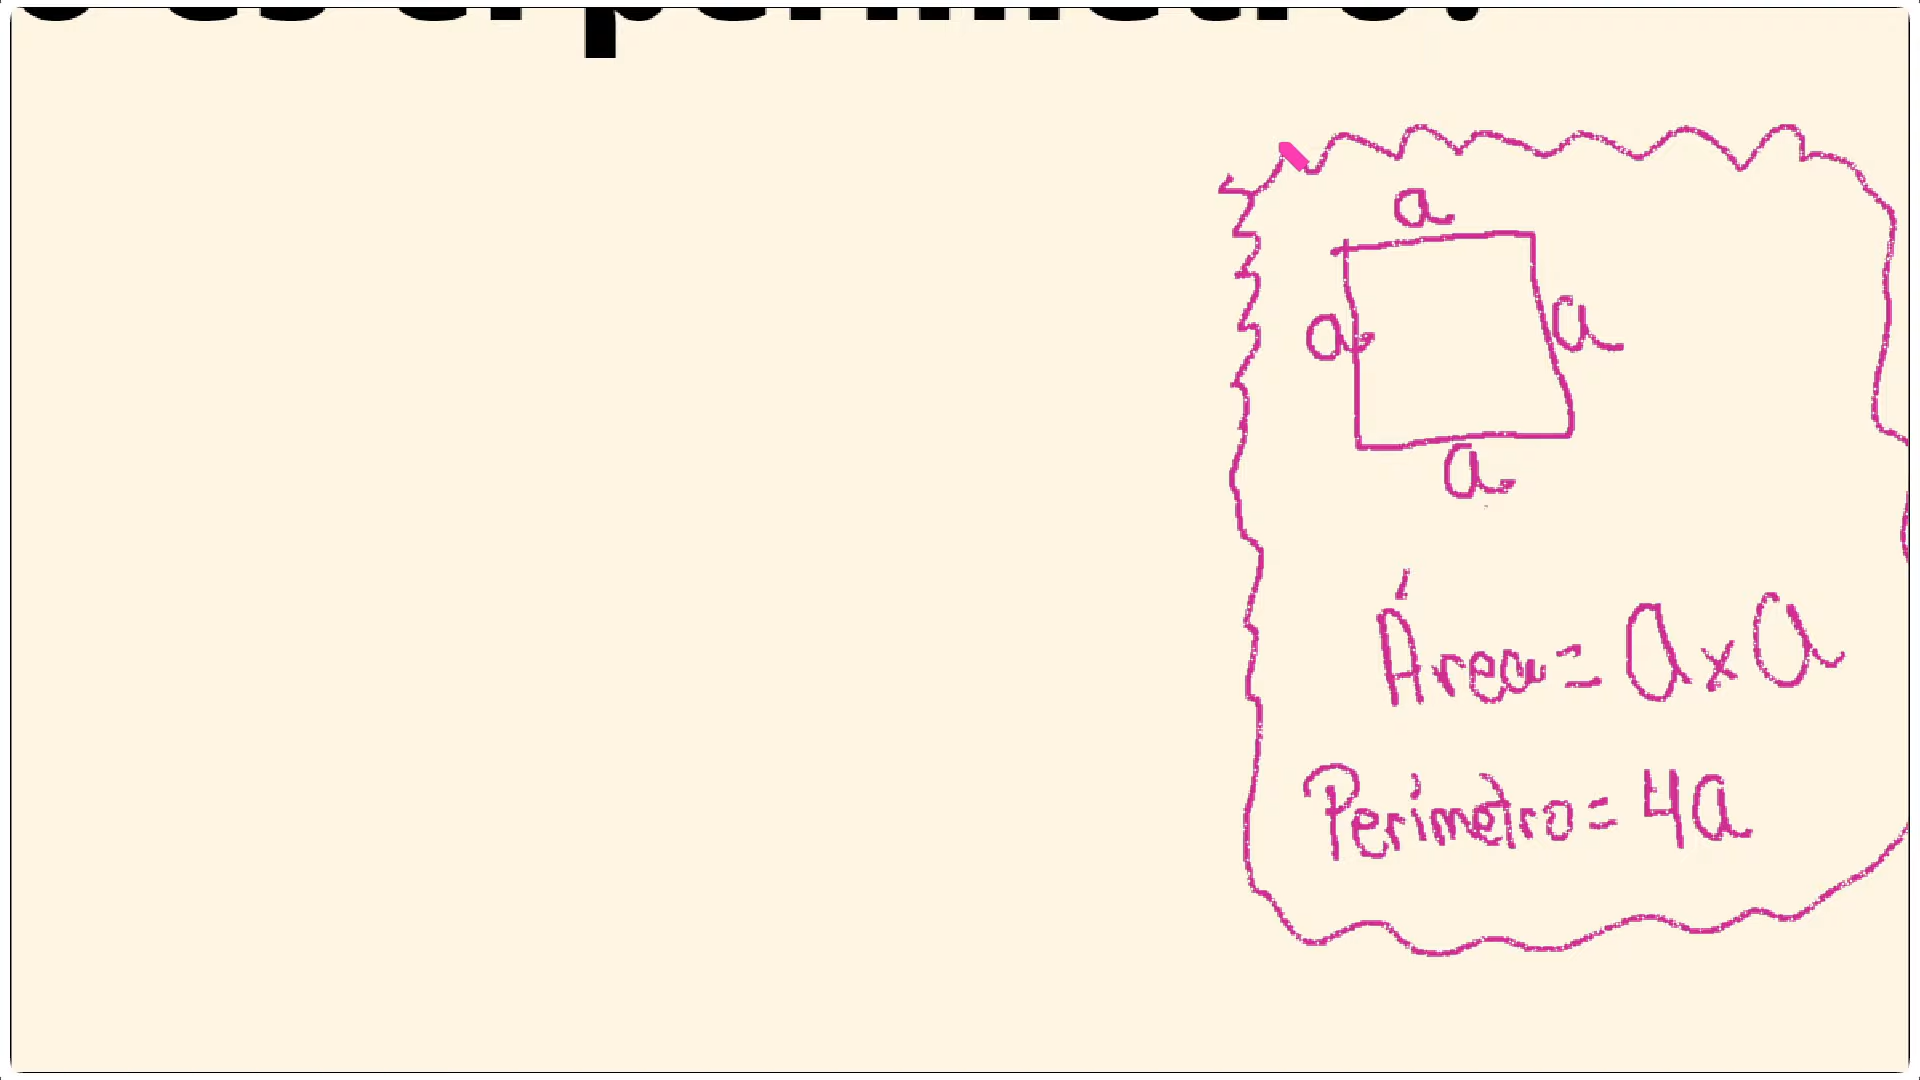 a
a
a
a
Área = a x a
Perímetro = 4a